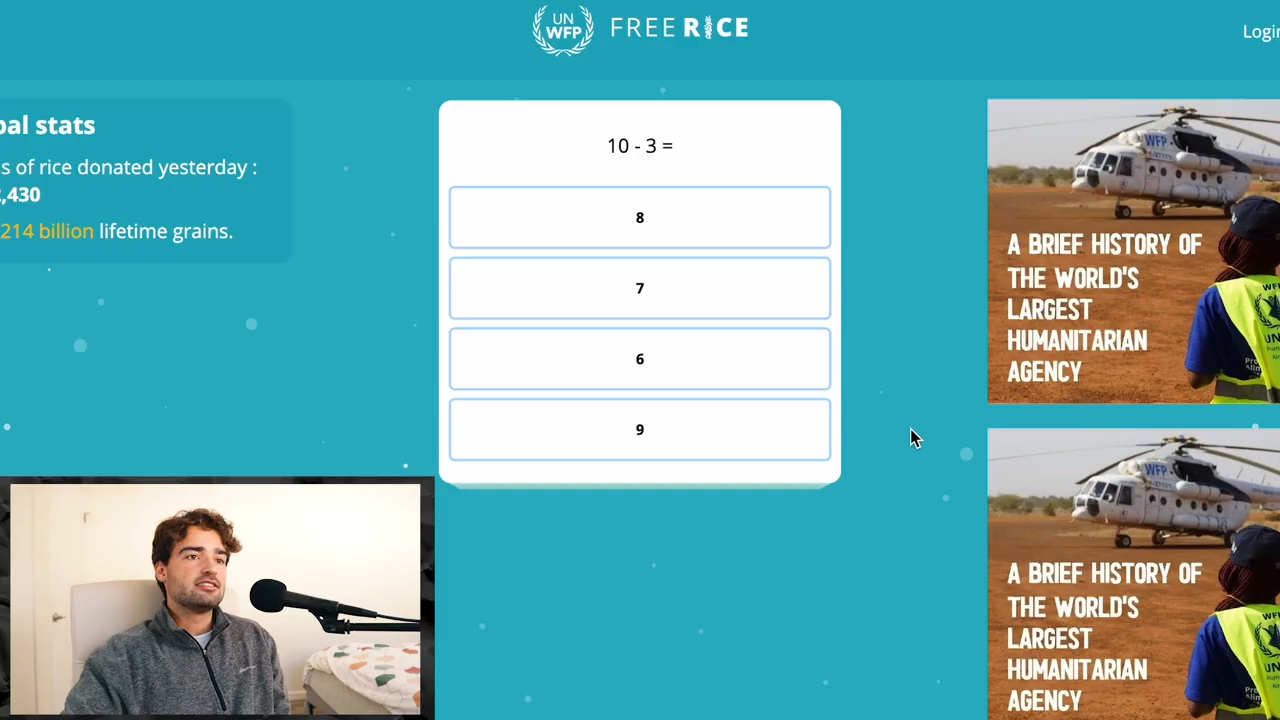 UN
WFP
FREE RICE
Login
bal stats
s of rice donated yesterday :
,430
214 billion lifetime grains.
10 - 3 =
8
7
6
9
WFP
A BRIEF HISTORY OF
THE WORLD'S
LARGEST
HUMANITARIAN
AGENCY
WFP
A BRIEF HISTORY OF
THE WORLD'S
LARGEST
HUMANITARIAN
AGENCY